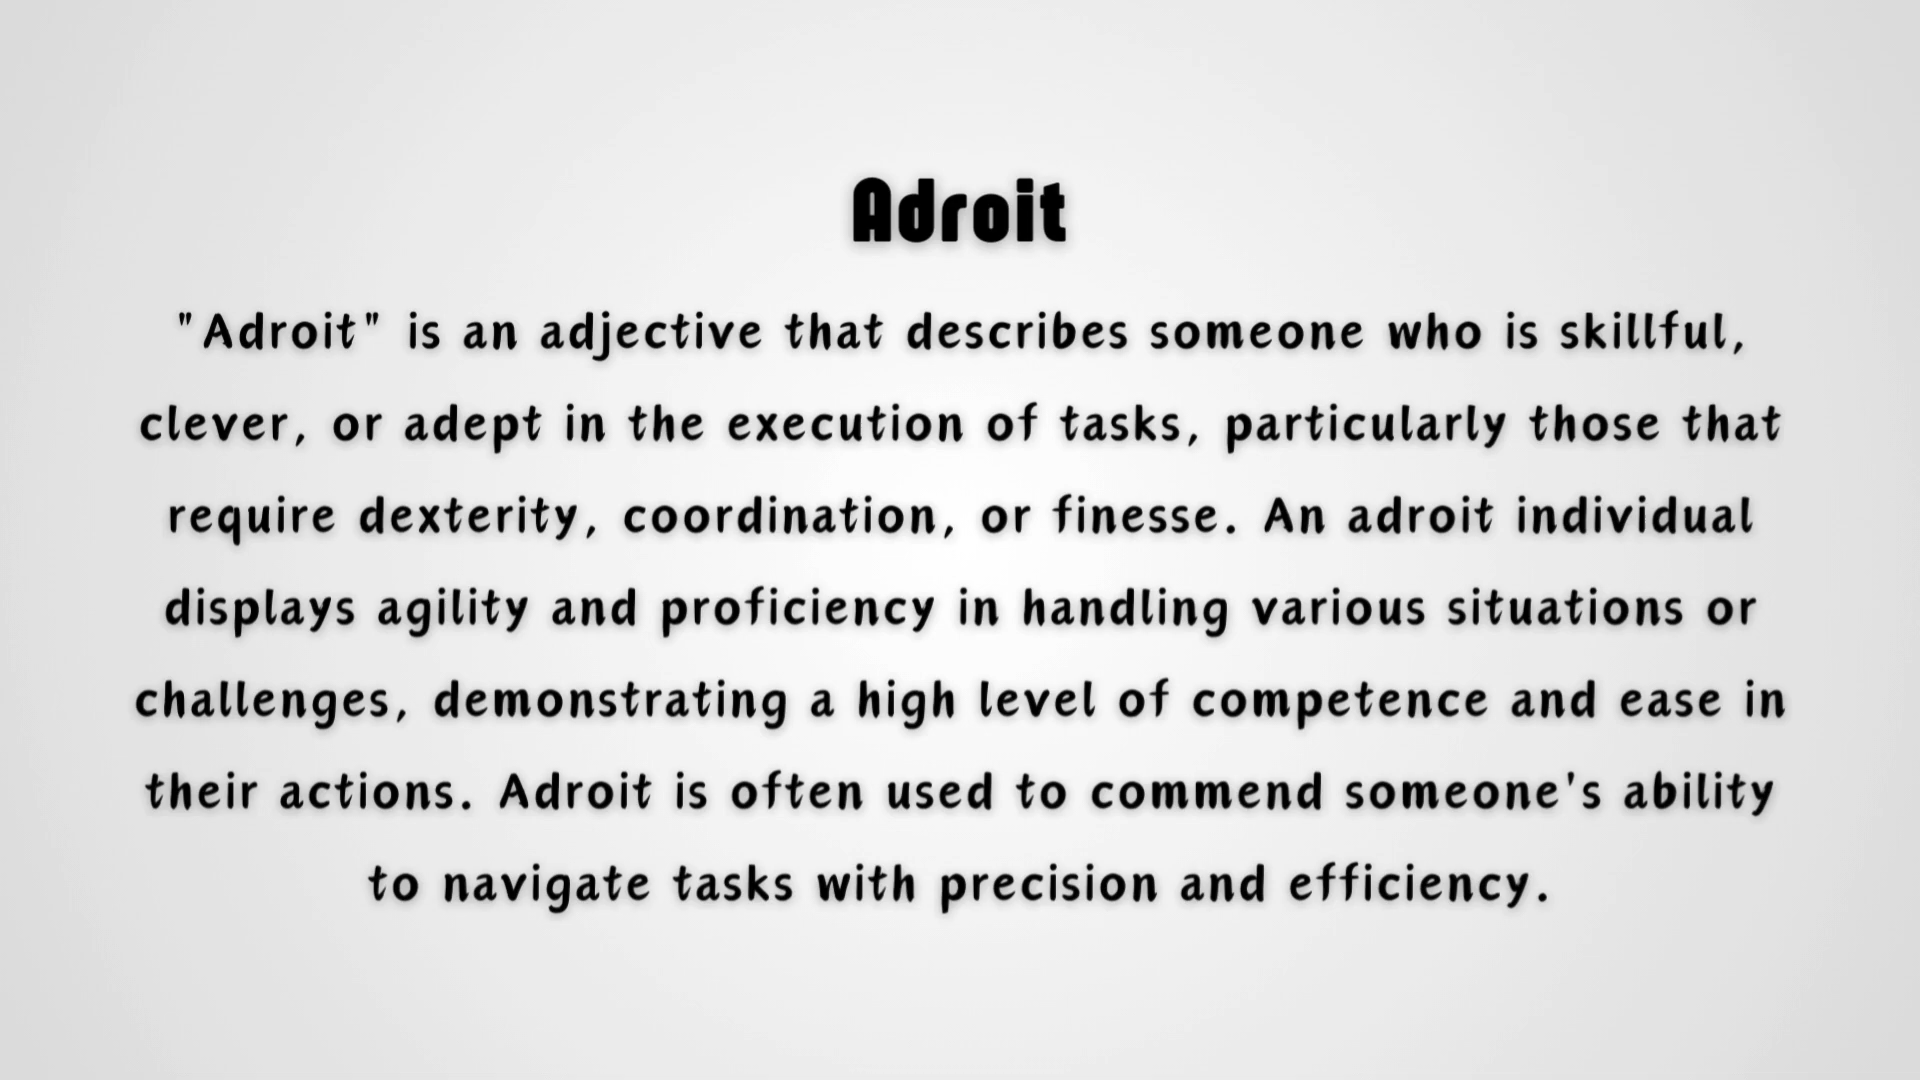 Adroit
"Adroit" is an adjective that describes someone who is skillful,
clever, or adept in the execution of tasks, particularly those that
require dexterity, coordination, or finesse. An adroit individual
displays agility and proficiency in handling various situations or
challenges, demonstrating a high level of competence and ease in
their actions. Adroit is often used to commend someone's ability
to navigate tasks with precision and efficiency.